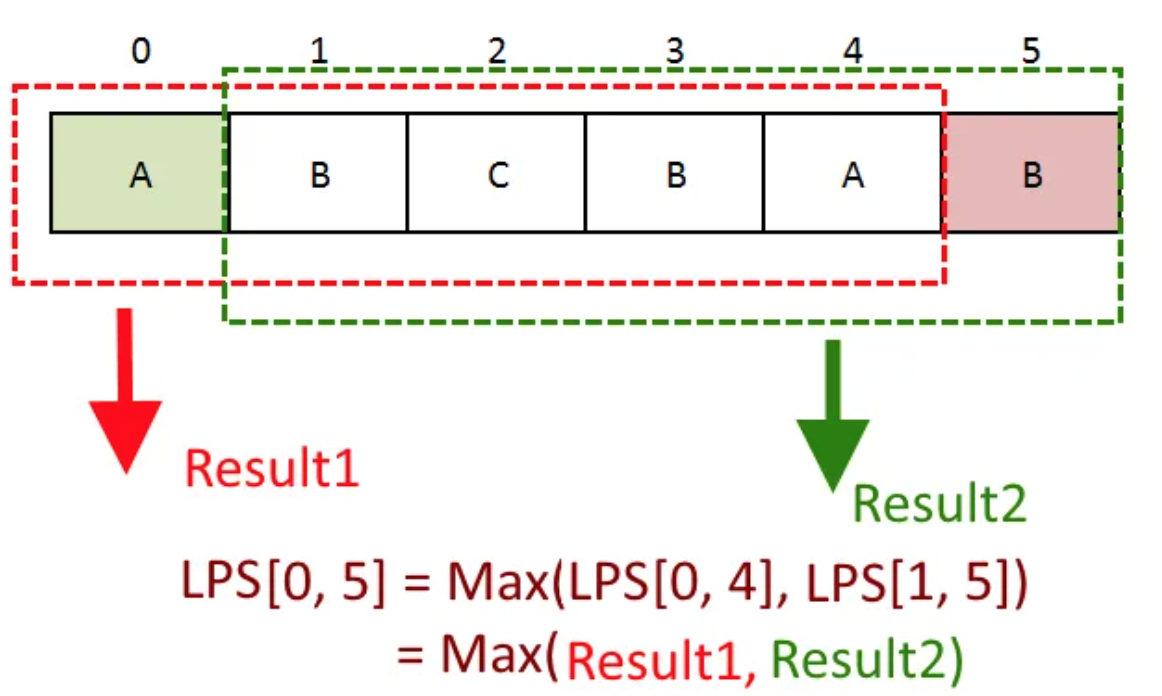 0 1 2 3 4 5
A B C B A B
Result1
Result2
LPS[0, 5] = Max(LPS[0, 4], LPS[1, 5])
= Max(Result1, Result2)